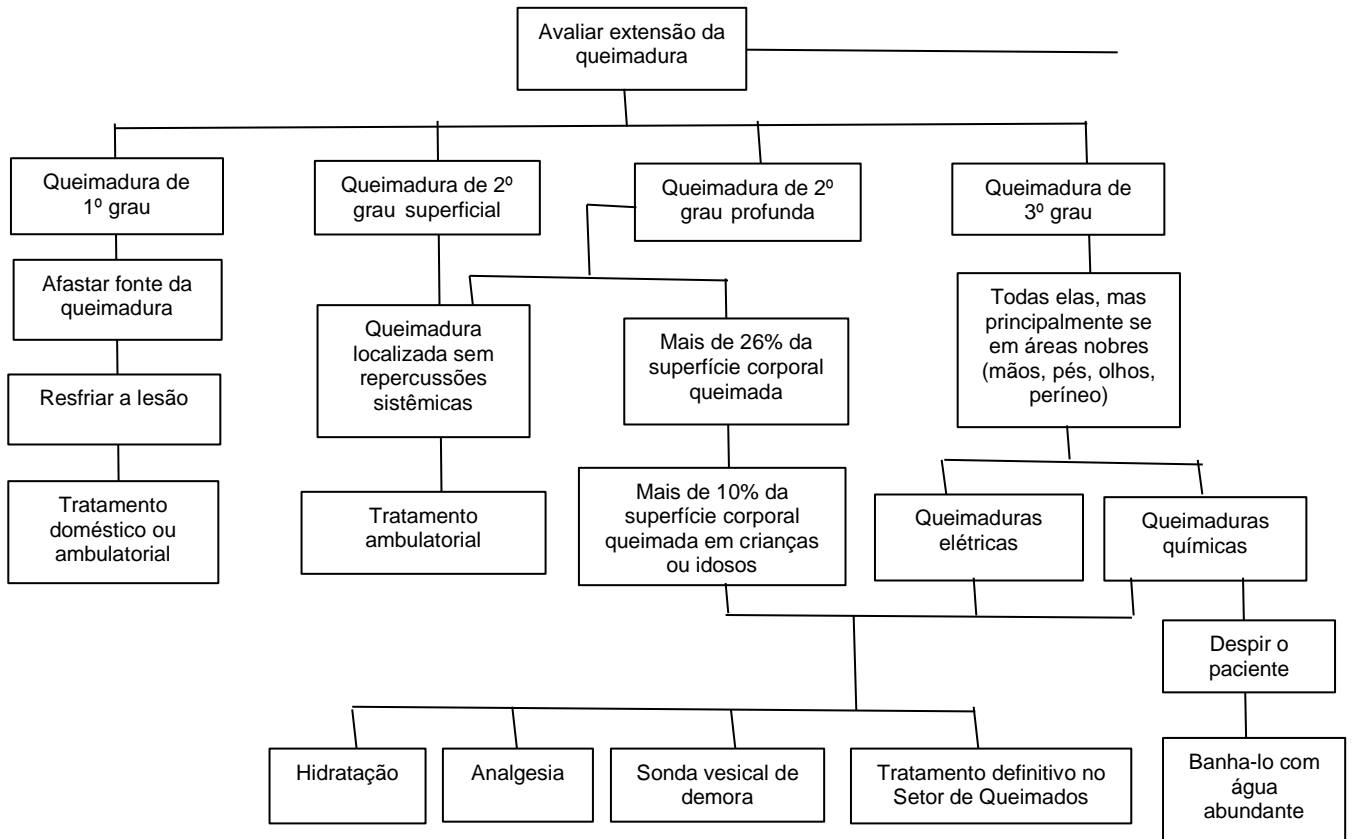 Avaliar extensão da
queimadura
Queimadura de
1º grau
Queimadura de 2º
grau superficial
Queimadura de 2º
grau profunda
Queimadura de
3º grau
Afastar fonte da
queimadura
Resfriar a lesão
Tratamento
doméstico ou
ambulatorial
Queimadura
localizada sem
repercussões
sistêmicas
Tratamento
ambulatorial
Mais de 26% da
superfície corporal
queimada
Mais de 10% da
superfície corporal
queimada em crianças
ou idosos
Todas elas, mas
principalmente se
em áreas nobres
(mãos, pés, olhos,
períneo)
Queimaduras
elétricas
Queimaduras
químicas
Despir o
paciente
Banha-lo com
água
abundante
Hidratação
Analgesia
Sonda vesical de
demora
Tratamento definitivo no
Setor de Queimados